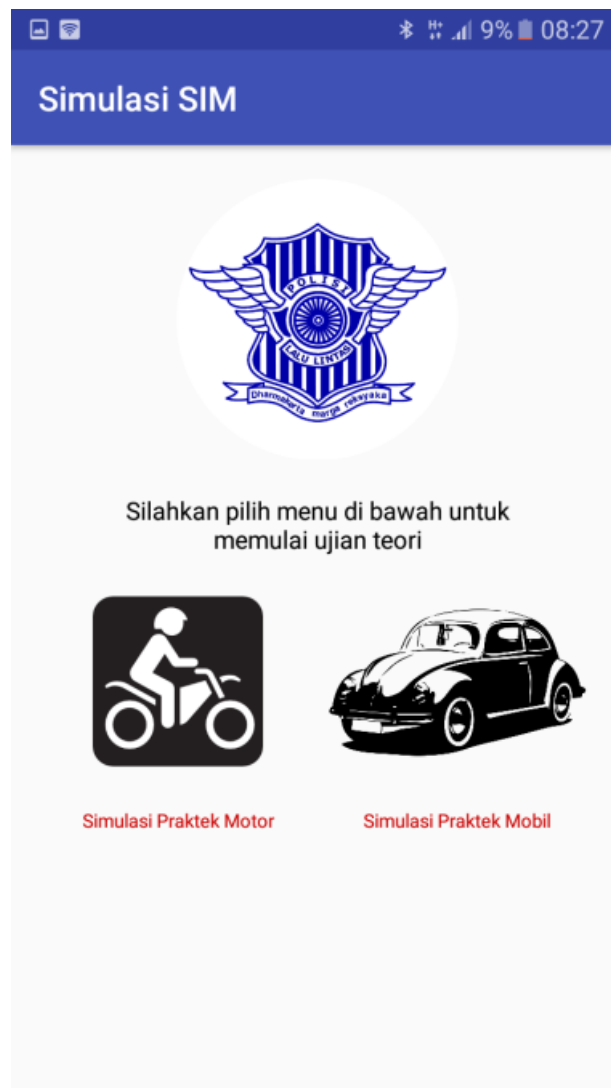 9% 08:27
Simulasi SIM
POLISI
LALU LINTAS
Dharmakerta marga reksyaka
Silahkan pilih menu di bawah untuk
memulai ujian teori
Simulasi Praktek Motor
Simulasi Praktek Mobil